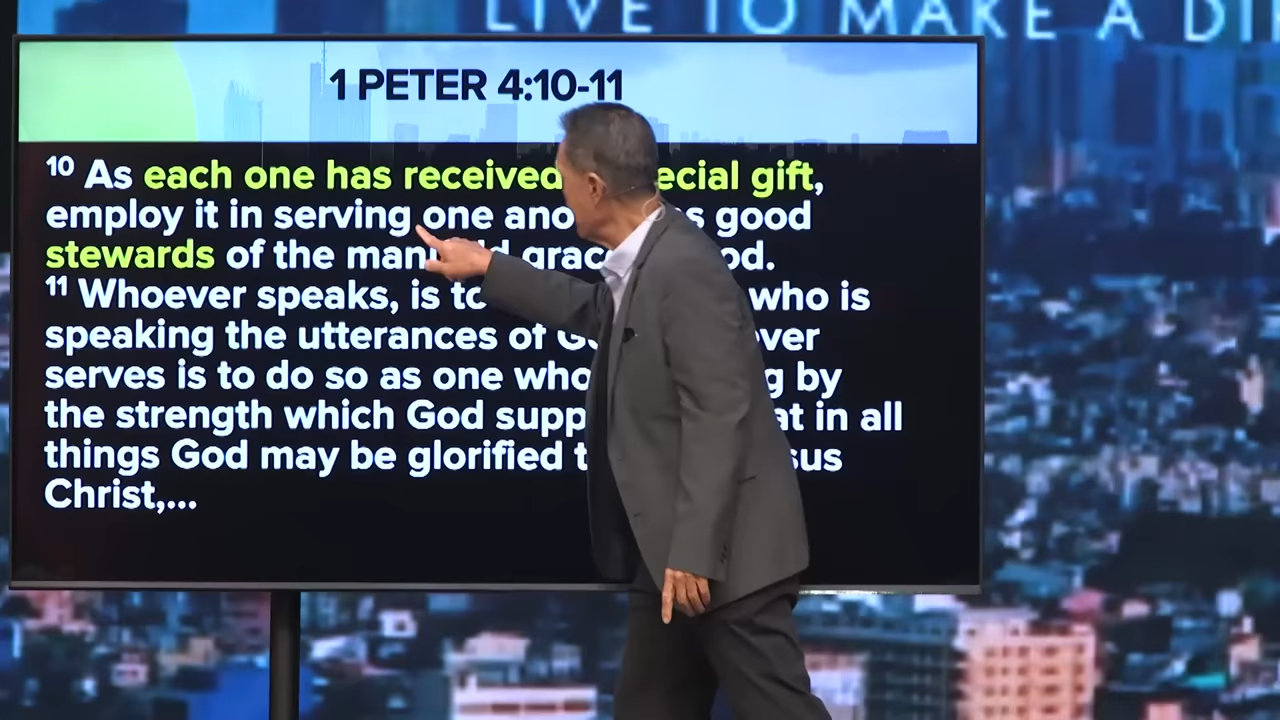 LIVE TO MAKE A
1 PETER 4:10-11
10 As each one has received ecial gift,
employ it in serving one ano s good
stewards of the man d grac od.
11 Whoever speaks, is to who is
speaking the utterances of G ver
serves is to do so as one who g by
the strength which God supp at in all
things God may be glorified t sus
Christ,...